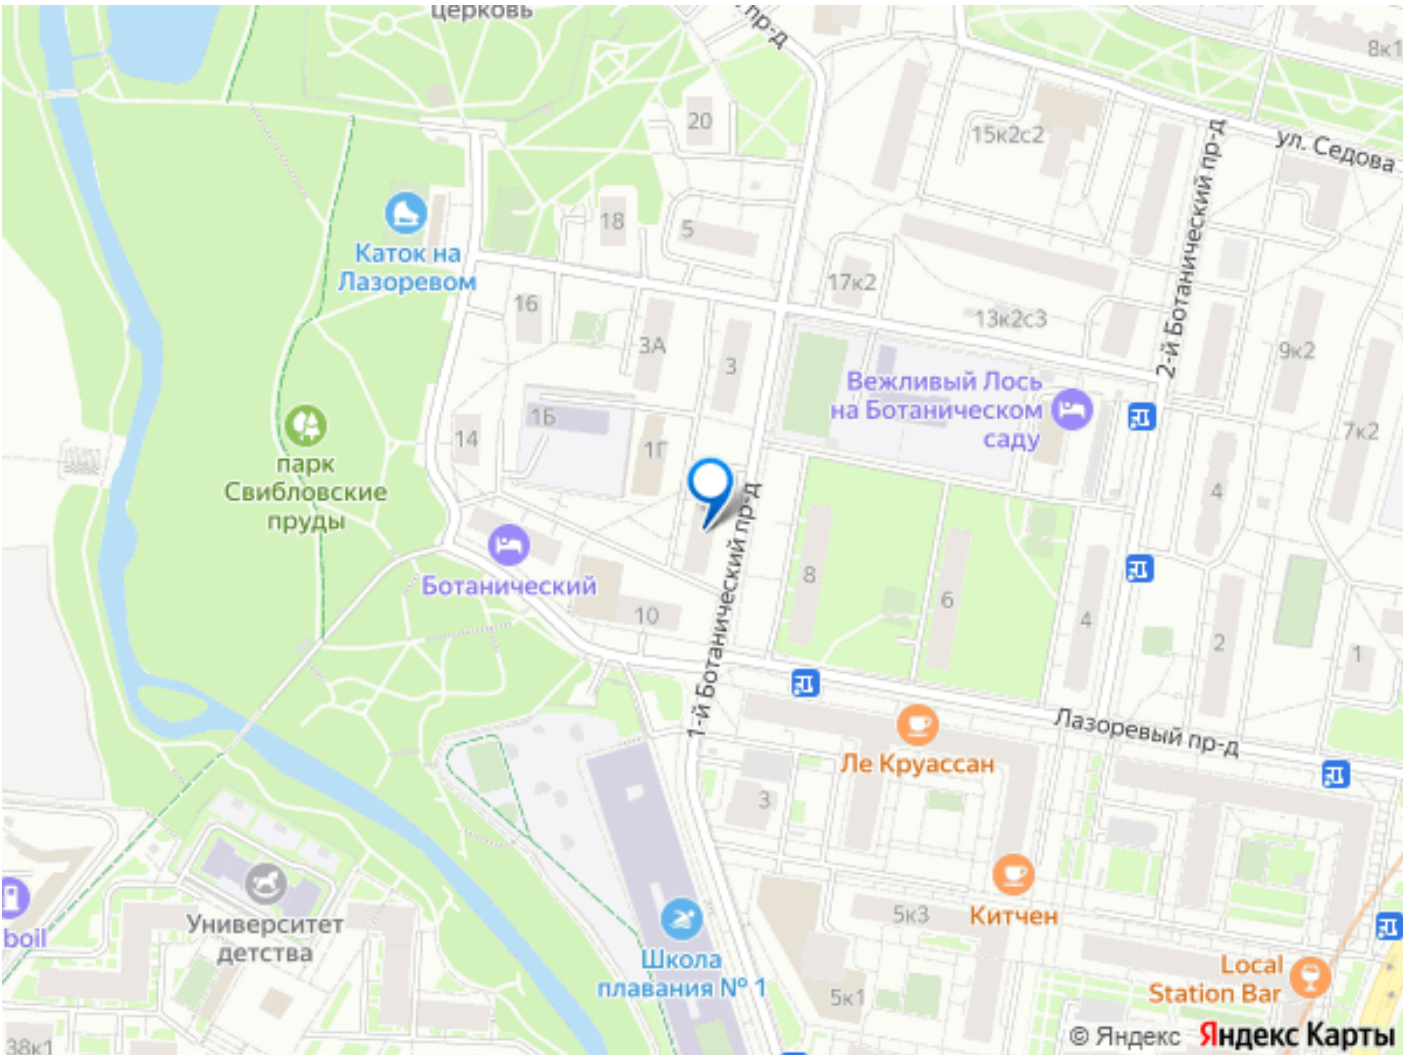 церковь
пр-д
8к1
20
15к2с2
ул. Седова
2-й Ботанический пр-д
Каток на
Лазоревом
18
5
17к2
16
3А
3
13к2с3
9к2
Вежливый Лось
на Ботаническом
саду
1Б
14
1Г
7к2
парк
Свибловские
пруды
4
1-й Ботанический пр-д
Ботанический
10
8
6
4
2
1
Лазоревый пр-д
Ле Круассан
3
Университет
детства
boil
Школа
плавания № 1
5к3
Китчен
5к1
Local
Station Bar
38к1
© Яндекс Яндекс Карты